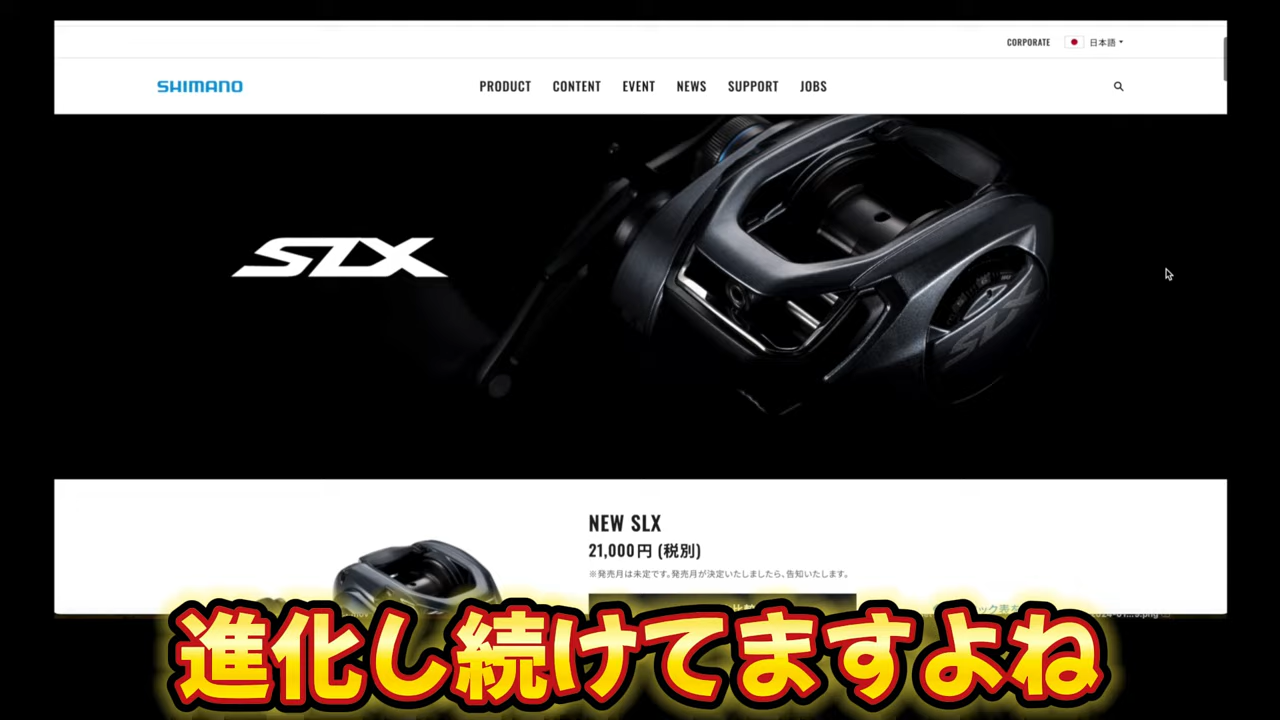 CORPORATE 日本語
SHIMANO PRODUCT CONTENT EVENT NEWS SUPPORT JOBS
SLX
SLX
NEW SLX
21,000円 (税別)
※発売月は未定です。発売月が決定いたしましたら、告知いたします。
進化し続けてますよね